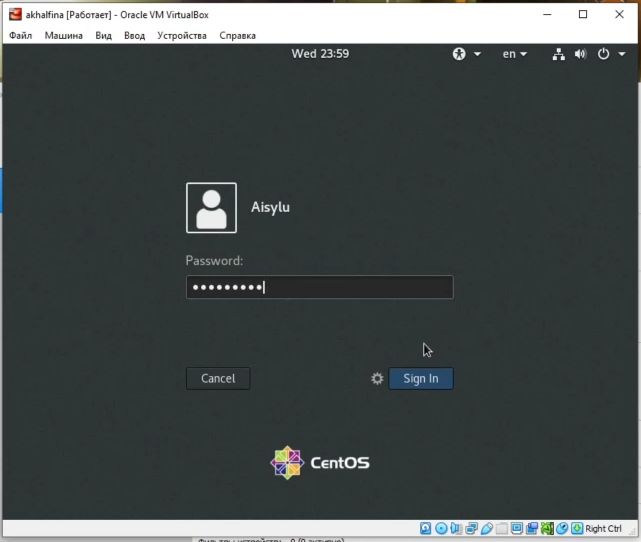 akhalfina [Работает] - Oracle VM VirtualBox
Файл Машина Вид Ввод Устройства Справка
Wed 23:59 en
Aisylu
Password:
•••••••••
Cancel Sign In
CentOS
Right Ctrl